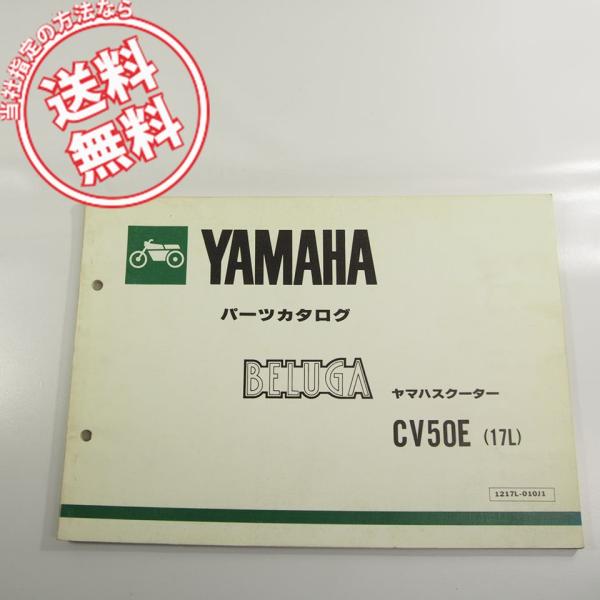 当社指定の方法なら
送料
無料
YAMAHA
パーツカタログ
BELUGA
ヤマハスクーター
CV50E (17L)
1217L-010J1